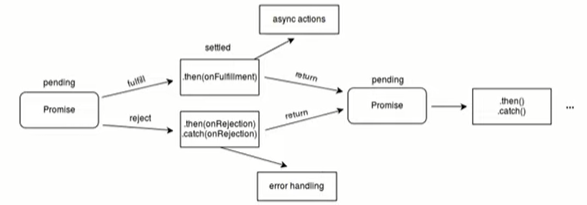 async actions
settled
pending
fulfill
.then(onFulfillment)
return
pending
Promise
reject
.then(onRejection)
.catch(onRejection)
return
Promise
.then()
.catch()
...
error handling